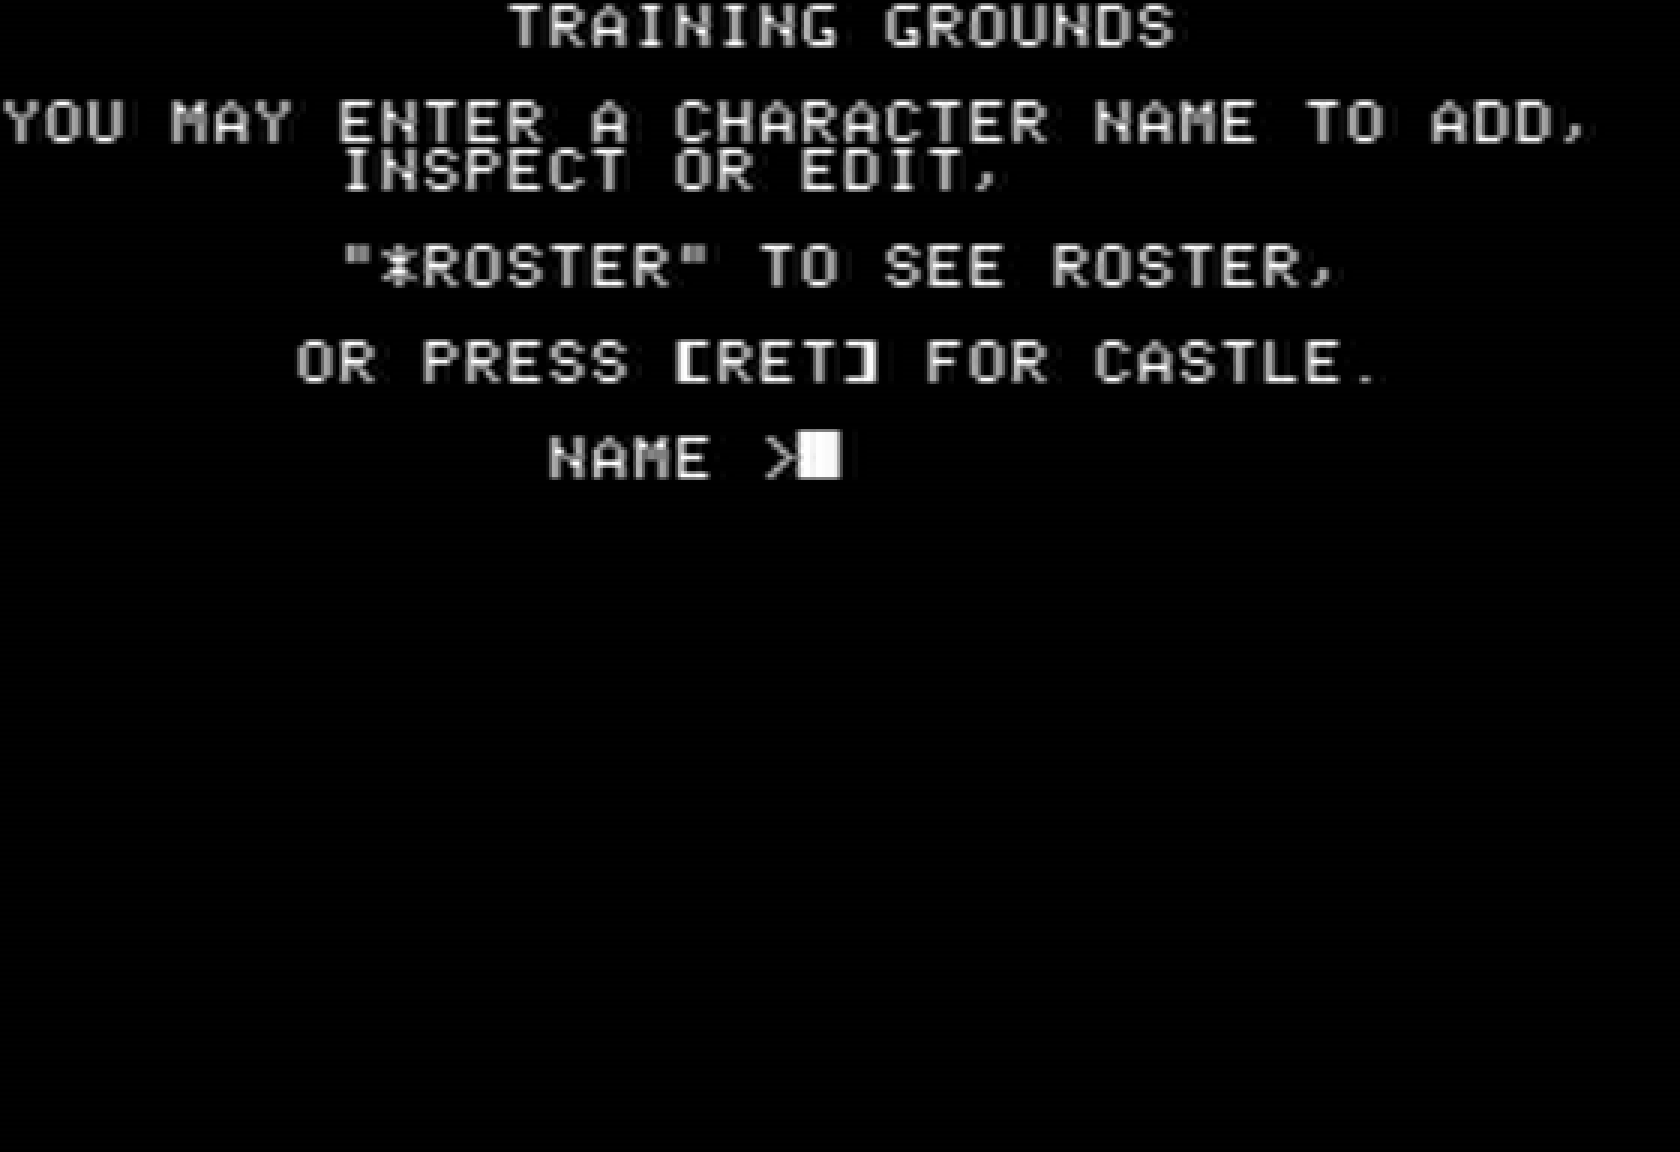 TRAINING GROUNDS
YOU MAY ENTER A CHARACTER NAME TO ADD,
INSPECT OR EDIT,
"*ROSTER" TO SEE ROSTER,
OR PRESS [RET] FOR CASTLE.
NAME >